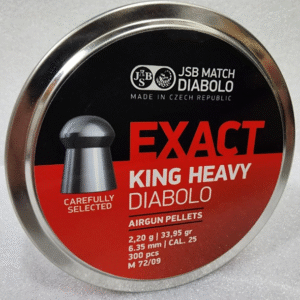 J&B S
JSB MATCH
DIABOLO
MADE IN CZECH REPUBLIC
EXACT
KING HEAVY
DIABOLO
AIRGUN PELLETS
CAREFULLY
SELECTED
2,20 g | 33,95 gr
6.35 mm | CAL. 25
300 pcs
M 72/09